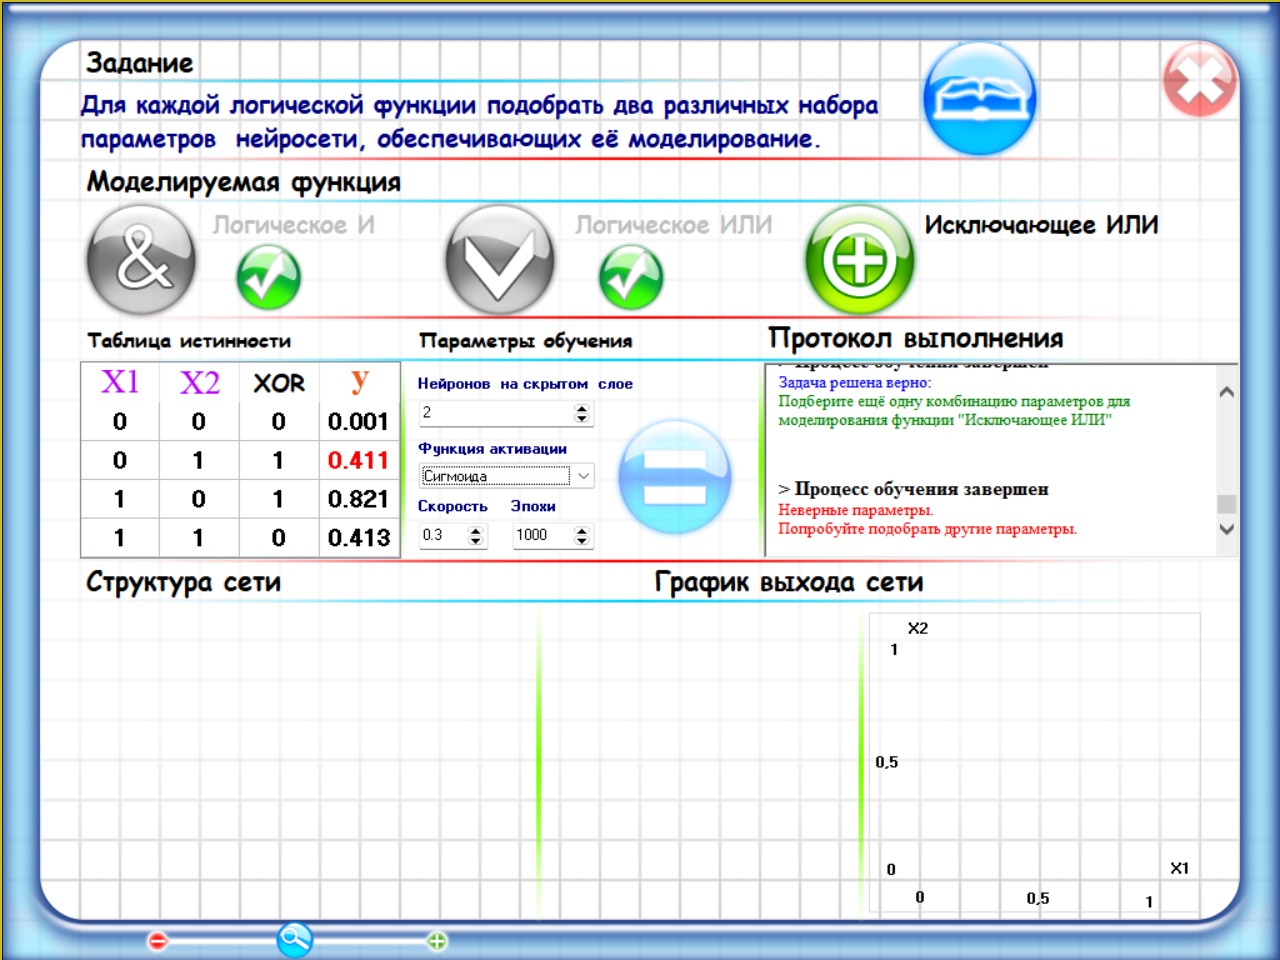 Задание
Для каждой логической функции подобрать два различных набора
параметров нейросети, обеспечивающих её моделирование.
Моделируемая функция
&
Логическое И
Логическое ИЛИ
Исключающее ИЛИ
Таблица истинности
Параметры обучения
Протокол выполнения
X1 X2 XOR y
0 0 0 0.001
0 1 1 0.411
1 0 1 0.821
1 1 0 0.413
Нейронов на скрытом слое
2
Функция активации
Сигмоида
Скорость Эпохи
0.3 1000
> Процесс обучения завершен
Задача решена верно:
Подберите ещё одну комбинацию параметров для
моделирования функции "Исключающее ИЛИ"
> Процесс обучения завершен
Неверные параметры.
Попробуйте подобрать другие параметры.
Структура сети
График выхода сети
X2
1
0,5
0
X1
0 0,5 1